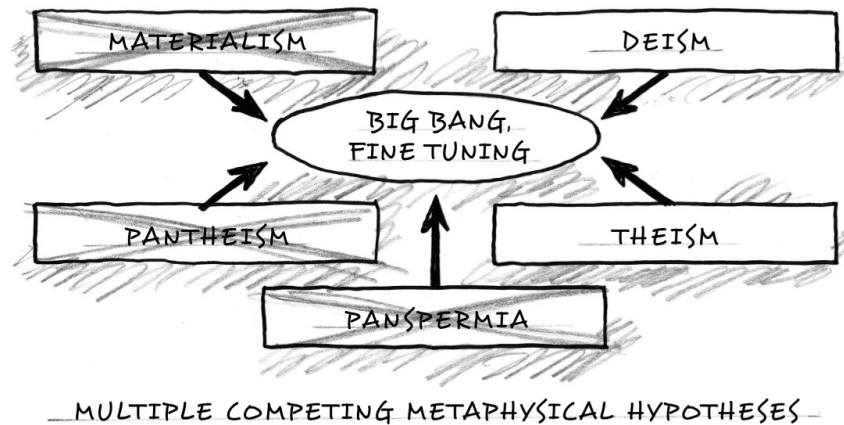 MATERIALISM
DEISM
BIG BANG,
FINE TUNING
PANTHEISM
THEISM
PANSPERMIA
MULTIPLE COMPETING METAPHYSICAL HYPOTHESES